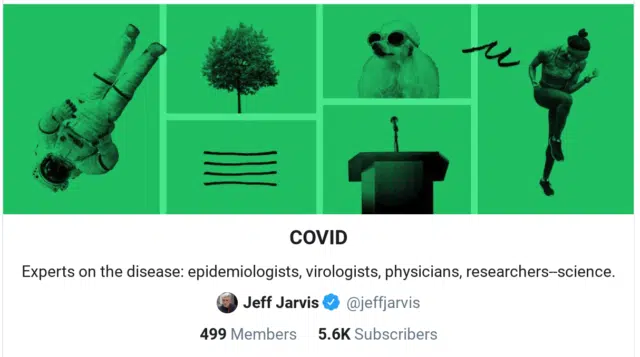 COVID
Experts on the disease: epidemiologists, virologists, physicians, researchers--science.
Jeff Jarvis @jeffjarvis
499 Members 5.6K Subscribers